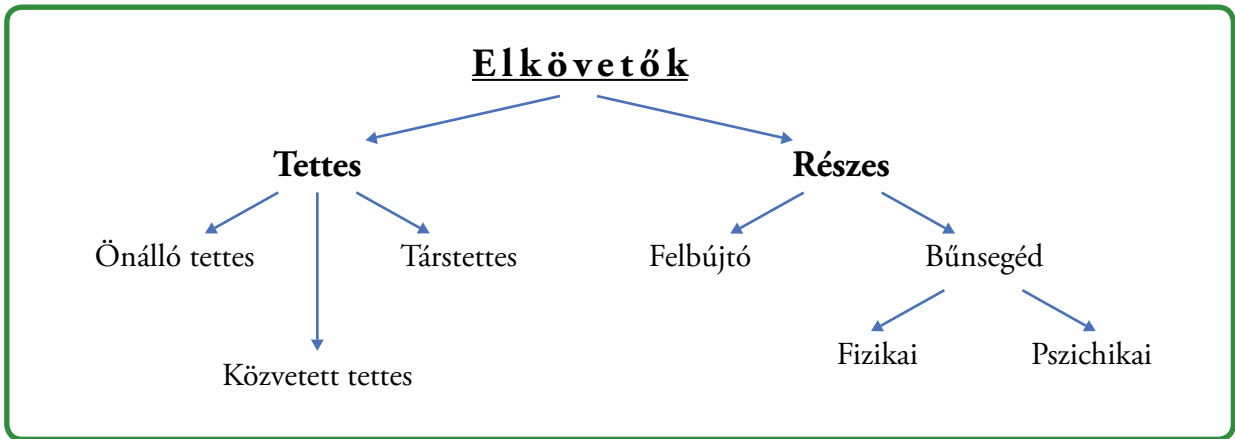 Elkövetők
Tettes Részes
Önálló tettes Társtettes Felbújtó Bűnsegéd
Fizikai Pszichikai
Közvetett tettes